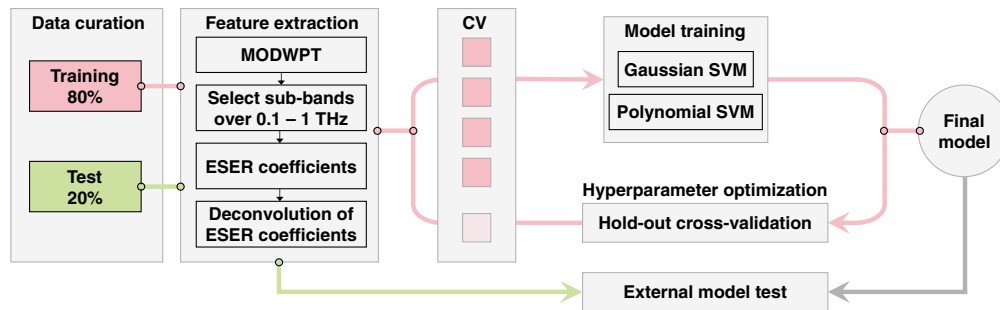 Data curation
Training
80%
Test
20%
Feature extraction
MODWPT
Select sub-bands
over 0.1 – 1 THz
ESER coefficients
Deconvolution of
ESER coefficients
CV
Model training
Gaussian SVM
Polynomial SVM
Hyperparameter optimization
Hold-out cross-validation
External model test
Final
model